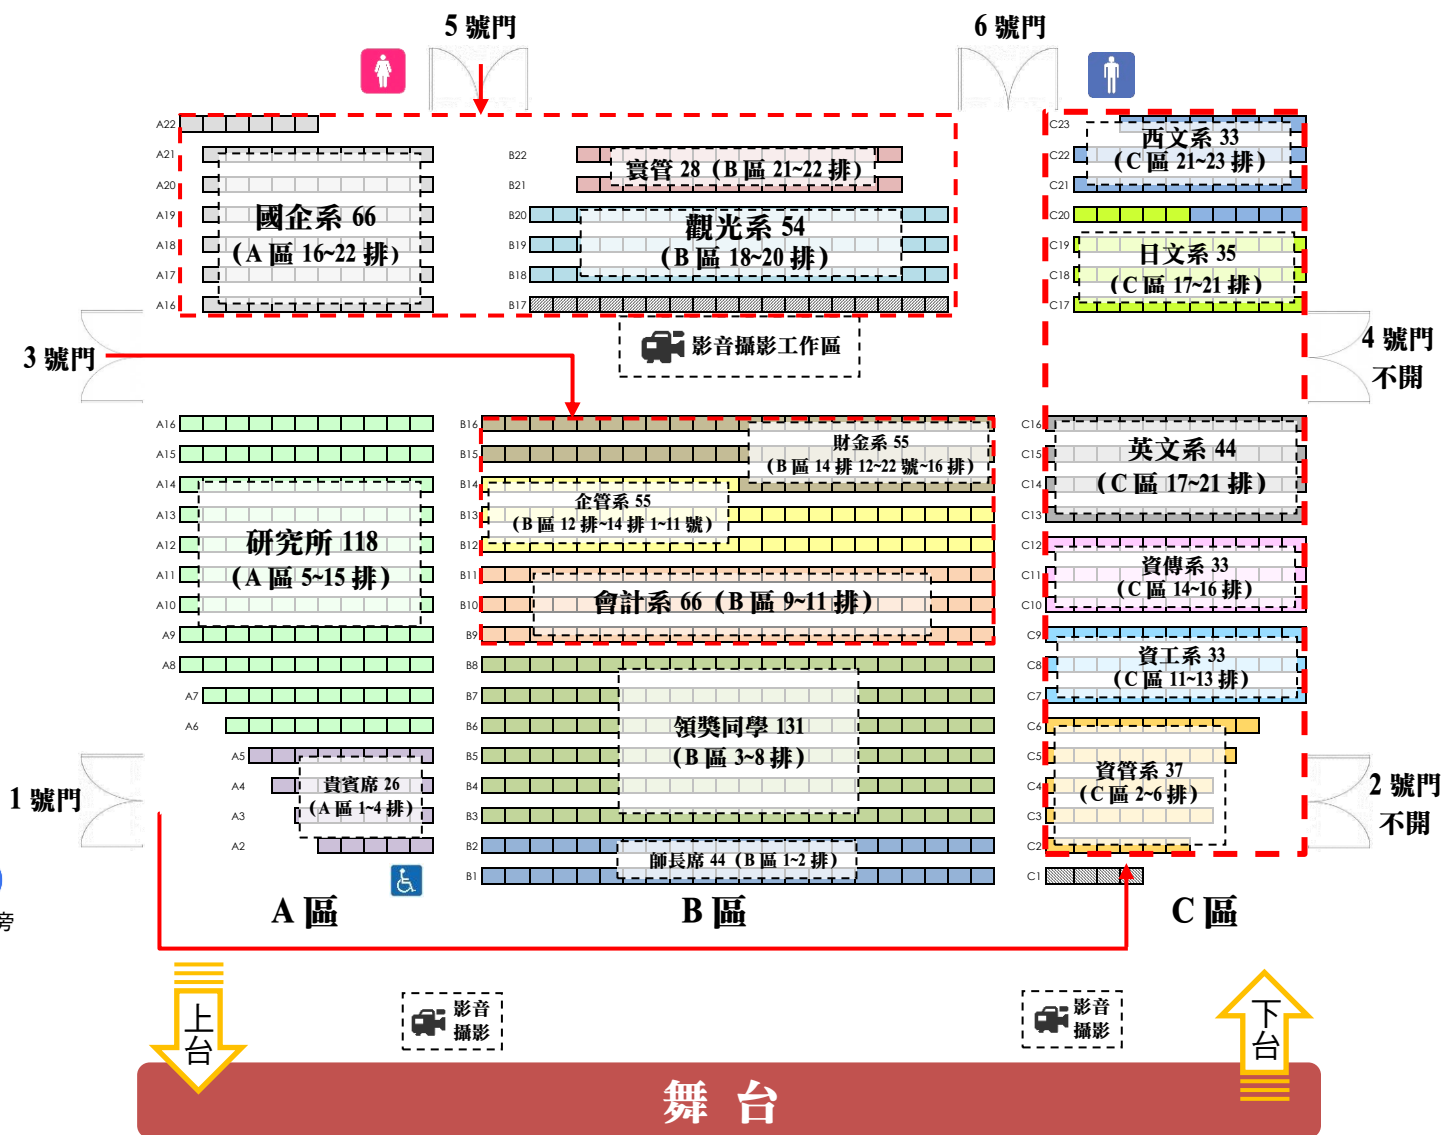 5 號門
6 號門
A22
A21
A20
A19
A18
A17
A16
國企系 66
(A 區 16~22 排)
B22
B21
B20
B19
B18
B17
寰管 28 (B 區 21~22 排)
觀光系 54
(B 區 18~20 排)
C23
C22
C21
C20
C19
C18
C17
西文系 33
(C 區 21~23 排)
日文系 35
(C 區 17~21 排)
影音攝影工作區
3 號門
4 號門
不開
A16
A15
A14
A13
A12
A11
A10
A9
A8
A7
A6
A5
A4
A3
A2
研究所 118
(A 區 5~15 排)
貴賓席 26
(A 區 1~4 排)
B16
B15
B14
B13
B12
B11
B10
B9
B8
B7
B6
B5
B4
B3
B2
B1
財金系 55
(B 區 14 排 12~22 號~16 排)
企管系 55
(B 區 12 排~14 排 1~11 號)
會計系 66 (B 區 9~11 排)
領獎同學 131
(B 區 3~8 排)
師長席 44 (B 區 1~2 排)
C16
C15
C14
C13
C12
C11
C10
C9
C8
C7
C6
C5
C4
C3
C2
C1
英文系 44
(C 區 17~21 排)
資傳系 33
(C 區 14~16 排)
資工系 33
(C 區 11~13 排)
資管系 37
(C 區 2~6 排)
1 號門
2 號門
不開
旁
A 區
B 區
C 區
上台
影音
攝影
影音
攝影
下台
舞 台